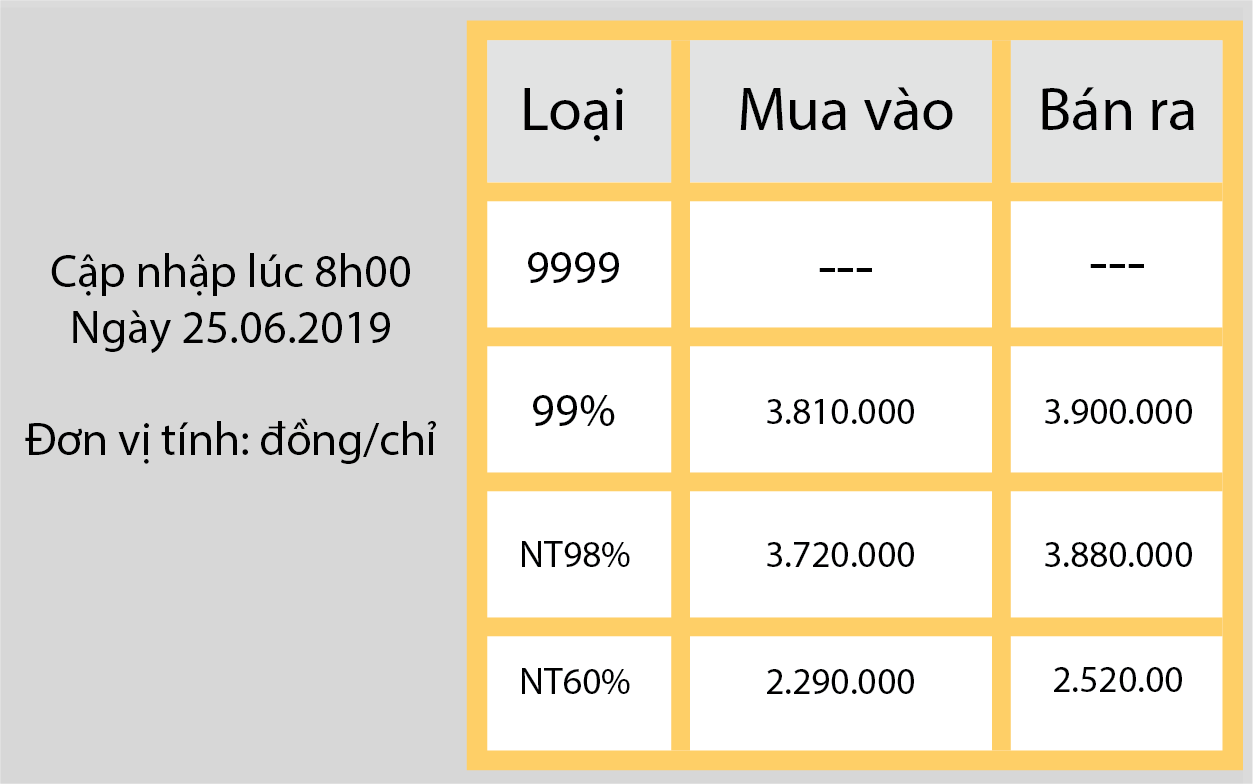 Cập nhập lúc 8h00
Ngày 25.06.2019
Đơn vị tính: đồng/chỉ
Loại Mua vào Bán ra
9999 --- ---
99% 3.810.000 3.900.000
NT98% 3.720.000 3.880.000
NT60% 2.290.000 2.520.00